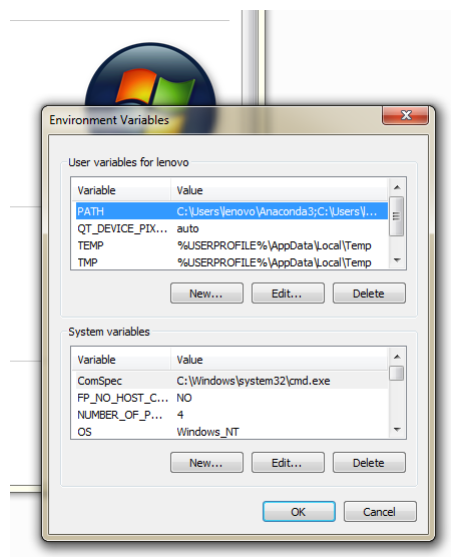 Environment Variables
User variables for lenovo
Variable Value
PATH C:\Users\lenovo\Anaconda3;C:\Users\l...
QT_DEVICE_PIX... auto
TEMP %USERPROFILE%\AppData\Local\Temp
TMP %USERPROFILE%\AppData\Local\Temp
New... Edit... Delete
System variables
Variable Value
ComSpec C:\Windows\system32\cmd.exe
FP_NO_HOST_C... NO
NUMBER_OF_P... 4
OS Windows_NT
New... Edit... Delete
OK Cancel